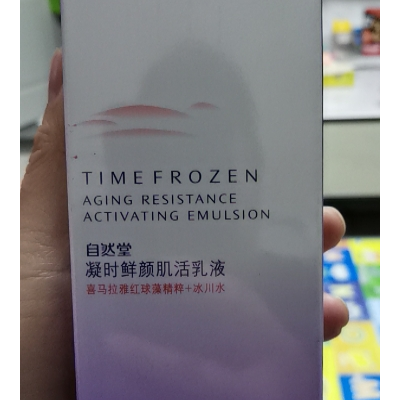 TIME FROZEN
AGING RESISTANCE
ACTIVATING EMULSION
自然堂
凝时鲜颜肌活乳液
喜马拉雅红球藻精粹+冰川水